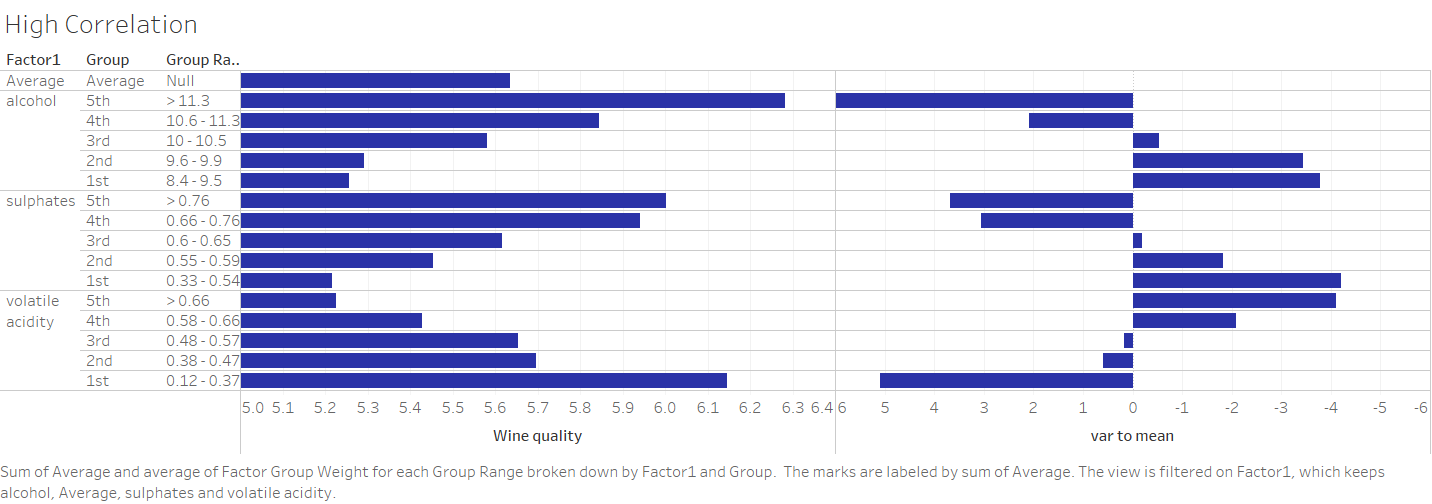 High Correlation
Factor1 Group Group Ra..
Average Average Null
alcohol 5th > 11.3
4th 10.6 - 11.3
3rd 10 - 10.5
2nd 9.6 - 9.9
1st 8.4 - 9.5
sulphates 5th > 0.76
4th 0.66 - 0.76
3rd 0.6 - 0.65
2nd 0.55 - 0.59
1st 0.33 - 0.54
volatile 5th > 0.66
acidity 4th 0.58 - 0.66
3rd 0.48 - 0.57
2nd 0.38 - 0.47
1st 0.12 - 0.37
5.0 5.1 5.2 5.3 5.4 5.5 5.6 5.7 5.8 5.9 6.0 6.1 6.2 6.3 6.4 6 5 4 3 2 1 0 -1 -2 -3 -4 -5 -6
Wine quality var to mean
Sum of Average and average of Factor Group Weight for each Group Range broken down by Factor1 and Group. The marks are labeled by sum of Average. The view is filtered on Factor1, which keeps
alcohol, Average, sulphates and volatile acidity.